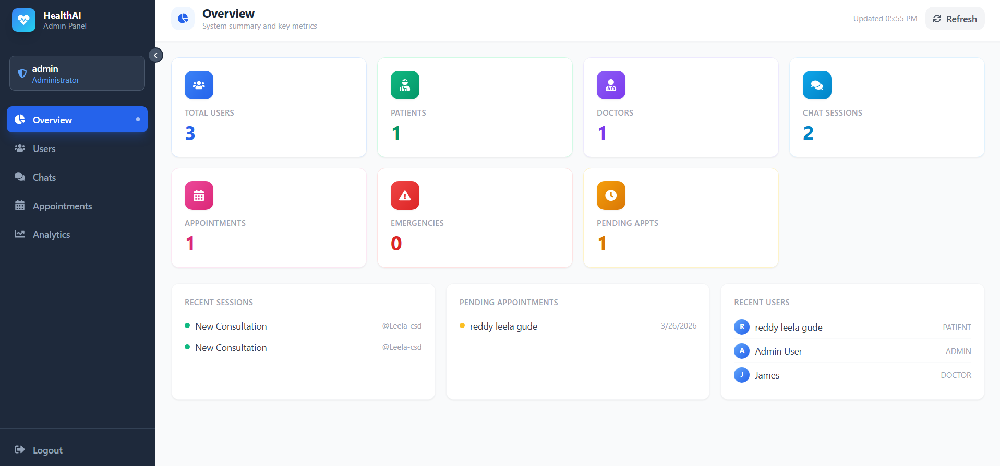 HealthAI
Admin Panel
admin
Administrator
Overview
Users
Chats
Appointments
Analytics
Logout
Overview
System summary and key metrics
Updated 05:55 PM
Refresh
TOTAL USERS
3
PATIENTS
1
DOCTORS
1
CHAT SESSIONS
2
APPOINTMENTS
1
EMERGENCIES
0
PENDING APPTS
1
RECENT SESSIONS
New Consultation @Leela-csd
New Consultation @Leela-csd
PENDING APPOINTMENTS
reddy leela gude 3/26/2026
RECENT USERS
R reddy leela gude PATIENT
A Admin User ADMIN
J James DOCTOR